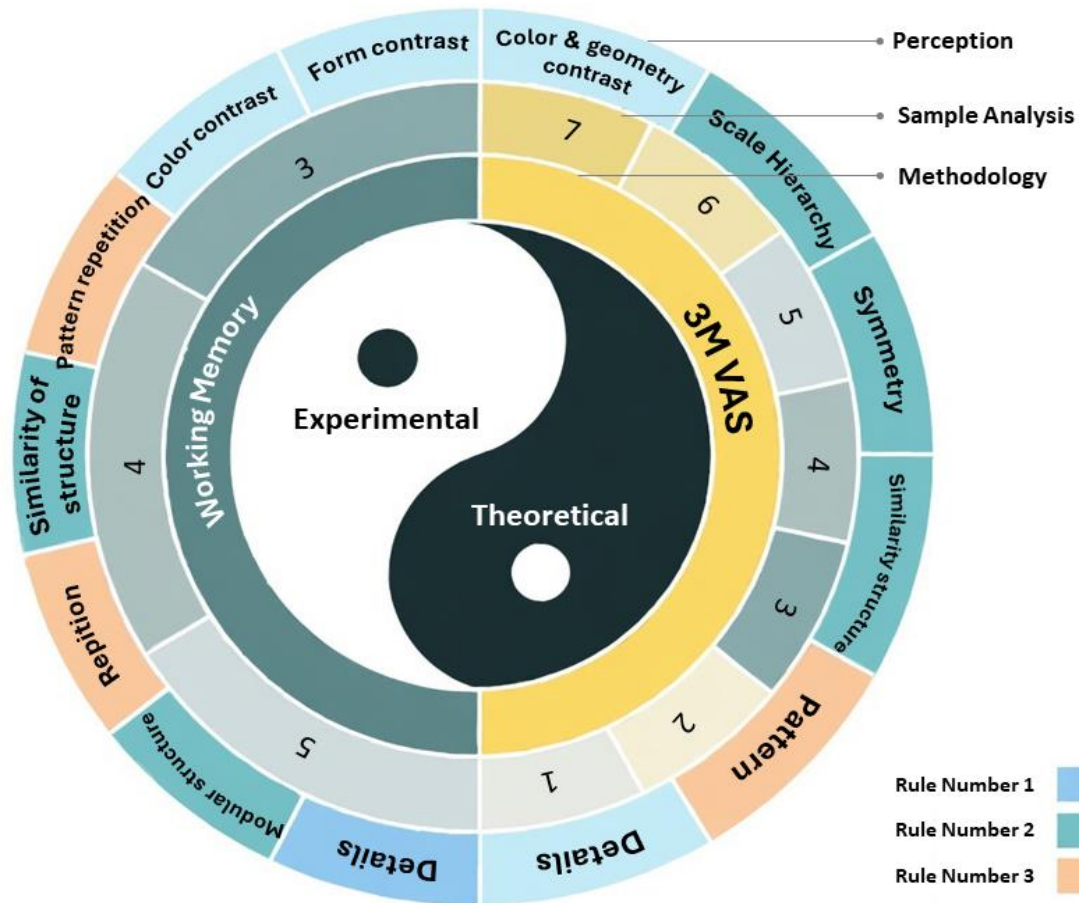 Form contrast
Color & geometry
contrast
Perception
Color contrast
Scale Hierarchy
Sample Analysis
Methodology
3
7
6
Pattern repetition
5
Symmetry
Working Memory
3M VAS
Experimental
Similarity of
structure
4
4
Theoretical
Similarity structure
3
Repition
2
Pattern
Modular structure
5
1
Details
Details
Rule Number 1
Rule Number 2
Rule Number 3